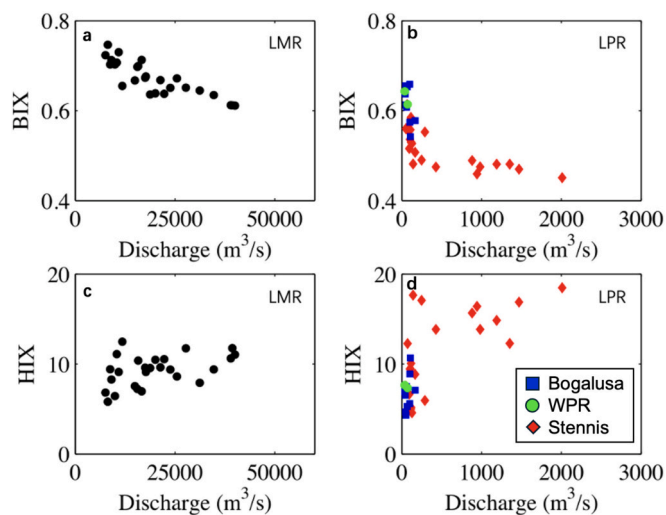 a LMR
0.8
0.6
0.4
BIX
0 25000 50000
Discharge (m³/s)
b LPR
0.8
0.6
0.4
BIX
0 1000 2000 3000
Discharge (m³/s)
c LMR
20
10
0
HIX
0 25000 50000
Discharge (m³/s)
d LPR
20
10
0
HIX
Bogalusa
WPR
Stennis
0 1000 2000 3000
Discharge (m³/s)